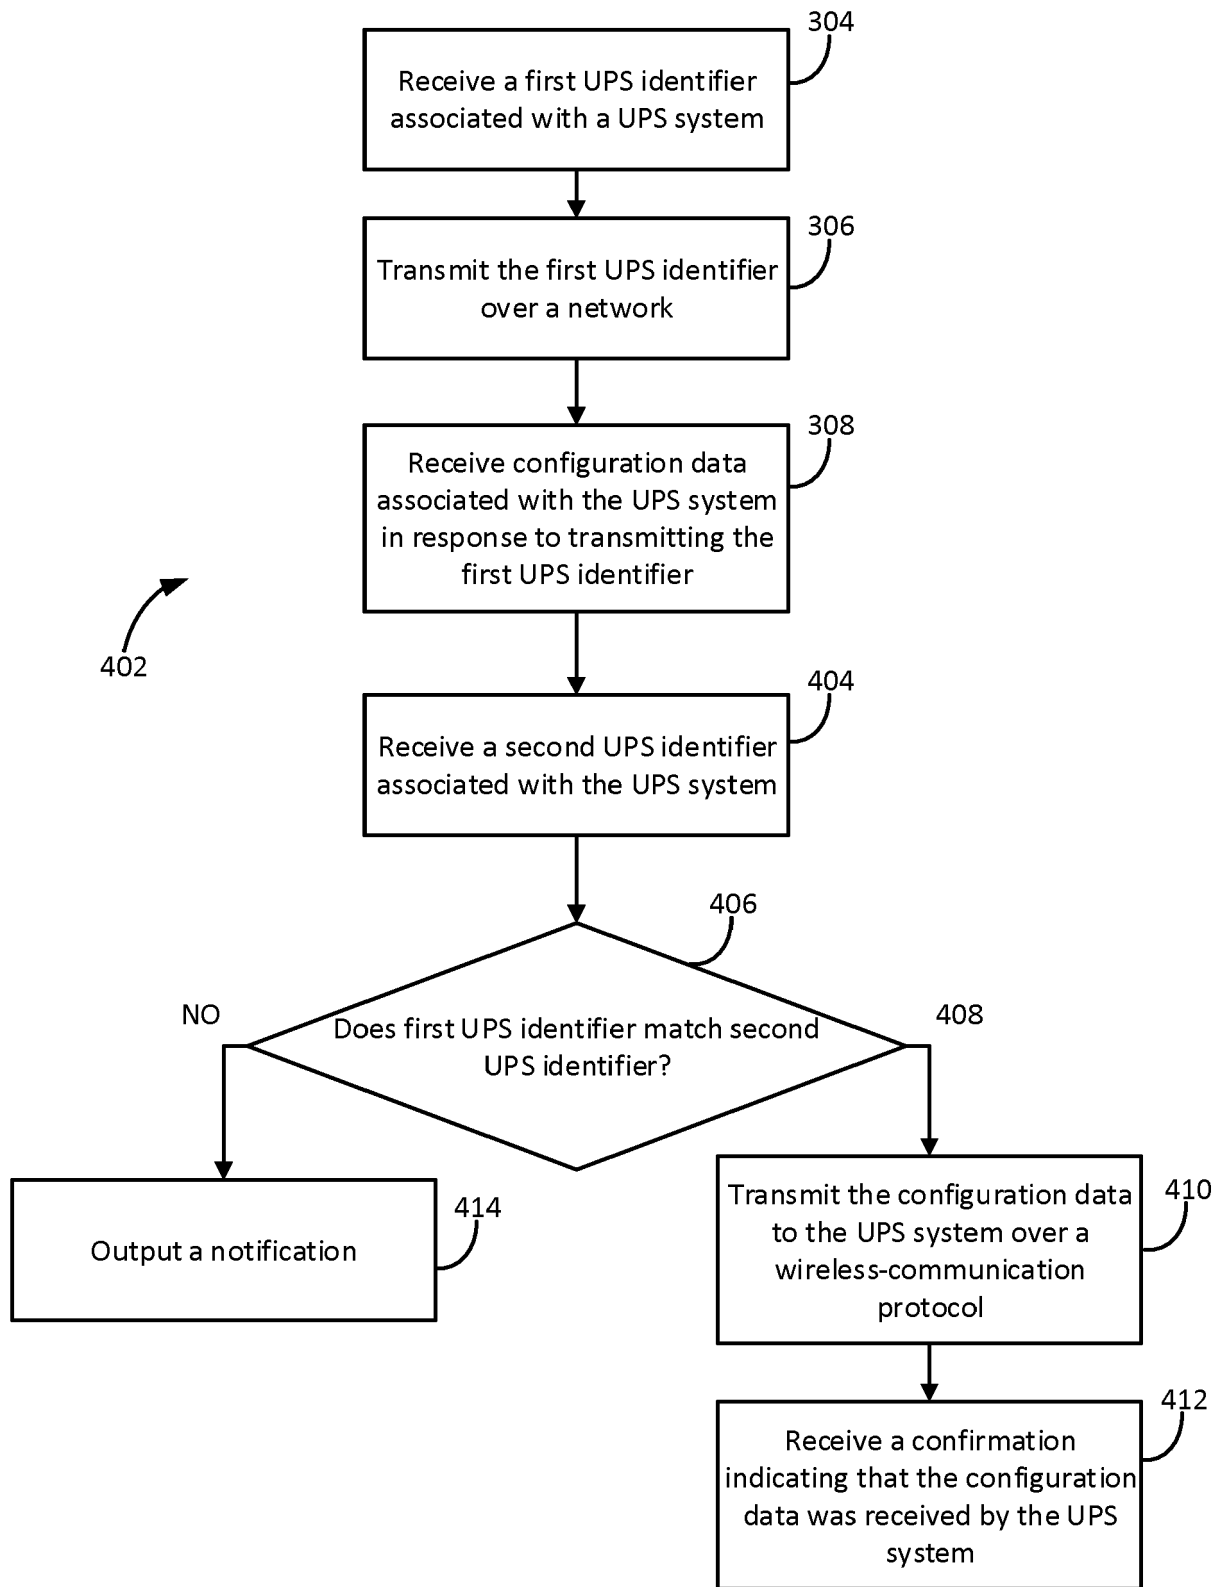 304
Receive a first UPS identifier
associated with a UPS system
306
Transmit the first UPS identifier
over a network
308
Receive configuration data
associated with the UPS system
in response to transmitting the
first UPS identifier
402
404
Receive a second UPS identifier
associated with the UPS system
406
NO
408
Does first UPS identifier match second
UPS identifier?
414
Output a notification
410
Transmit the configuration data
to the UPS system over a
wireless-communication
protocol
412
Receive a confirmation
indicating that the configuration
data was received by the UPS
system